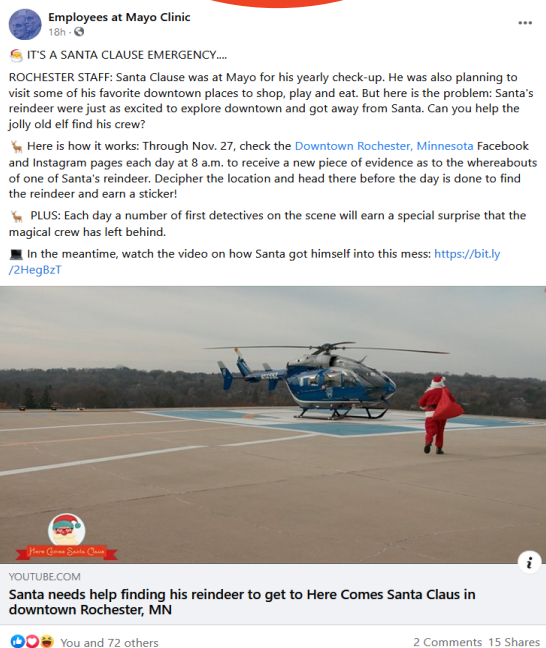 Employees at Mayo Clinic
18h ·
IT'S A SANTA CLAUSE EMERGENCY....
ROCHESTER STAFF: Santa Clause was at Mayo for his yearly check-up. He was also planning to
visit some of his favorite downtown places to shop, play and eat. But here is the problem: Santa's
reindeer were just as excited to explore downtown and got away from Santa. Can you help the
jolly old elf find his crew?
Here is how it works: Through Nov. 27, check the Downtown Rochester, Minnesota Facebook
and Instagram pages each day at 8 a.m. to receive a new piece of evidence as to the whereabouts
of one of Santa's reindeer. Decipher the location and head there before the day is done to find
the reindeer and earn a sticker!
PLUS: Each day a number of first detectives on the scene will earn a special surprise that the
magical crew has left behind.
In the meantime, watch the video on how Santa got himself into this mess: https://bit.ly
/2HegBzT
Here Comes Santa Claus
YOUTUBE.COM
Santa needs help finding his reindeer to get to Here Comes Santa Claus in
downtown Rochester, MN
You and 72 others 2 Comments 15 Shares